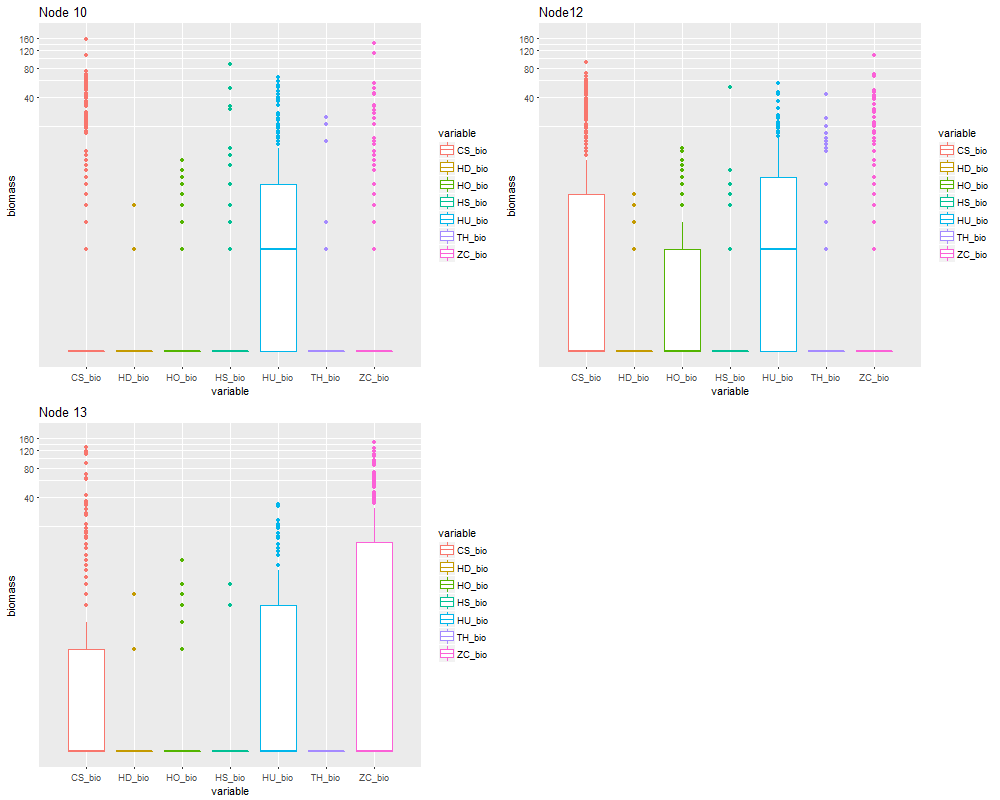 Node 10
160
120
80
40
biomass
CS_bio HD_bio HO_bio HS_bio HU_bio TH_bio ZC_bio
variable
variable
CS_bio
HD_bio
HO_bio
HS_bio
HU_bio
TH_bio
ZC_bio
Node12
160
120
80
40
biomass
CS_bio HD_bio HO_bio HS_bio HU_bio TH_bio ZC_bio
variable
variable
CS_bio
HD_bio
HO_bio
HS_bio
HU_bio
TH_bio
ZC_bio
Node 13
160
120
80
40
biomass
CS_bio HD_bio HO_bio HS_bio HU_bio TH_bio ZC_bio
variable
variable
CS_bio
HD_bio
HO_bio
HS_bio
HU_bio
TH_bio
ZC_bio